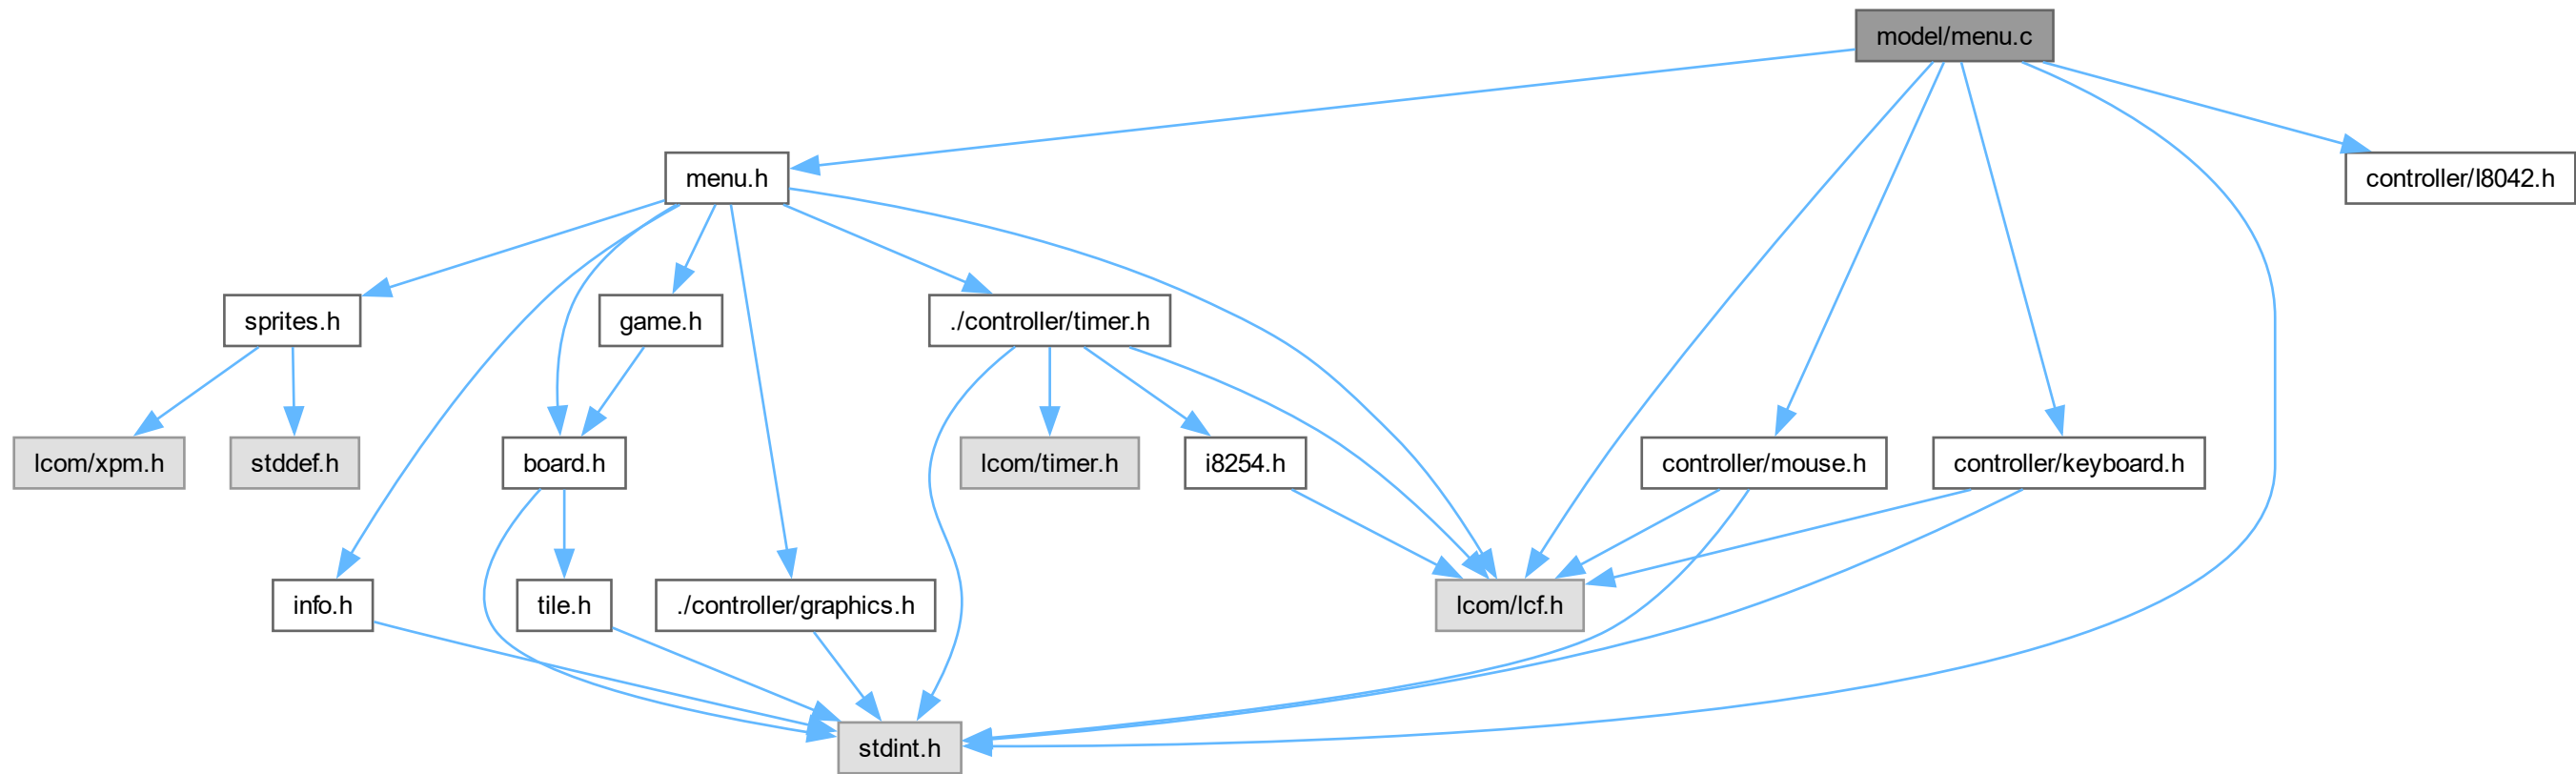 model/menu.c
menu.h
controller/I8042.h
sprites.h
game.h
./controller/timer.h
lcom/xpm.h
stddef.h
board.h
lcom/timer.h
i8254.h
controller/mouse.h
controller/keyboard.h
info.h
tile.h
./controller/graphics.h
lcom/lcf.h
stdint.h